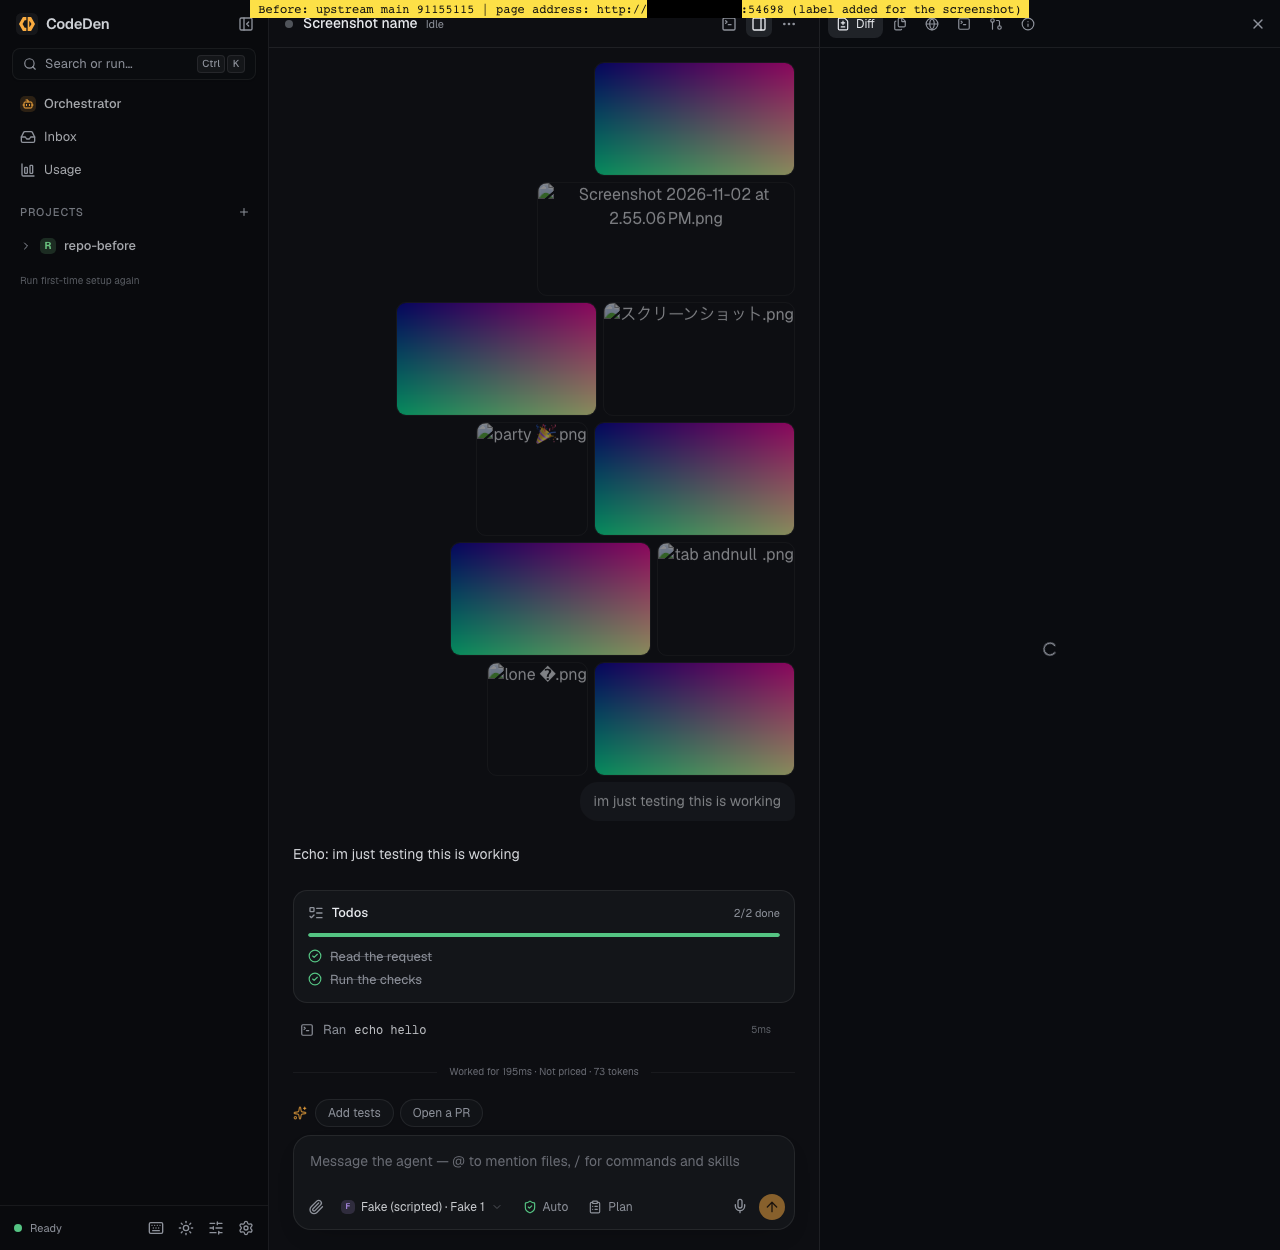 Before: upstream main 91155115 | page address: http:// :54698 (label added for the screenshot)
CodeDen
Screenshot name Idle
Diff
Search or run… Ctrl K
Orchestrator
Inbox
Usage
PROJECTS
R repo-before
Run first-time setup again
Screenshot 2026-11-02 at
2.55.06 PM.png
スクリーンショット.png
party 🎉.png
tab andnull .png
lone �.png
im just testing this is working
Echo: im just testing this is working
Todos 2/2 done
Read the request
Run the checks
Ran echo hello 5ms
Worked for 195ms · Not priced · 73 tokens
Add tests Open a PR
Message the agent — @ to mention files, / for commands and skills
F Fake (scripted) · Fake 1 Auto Plan
Ready